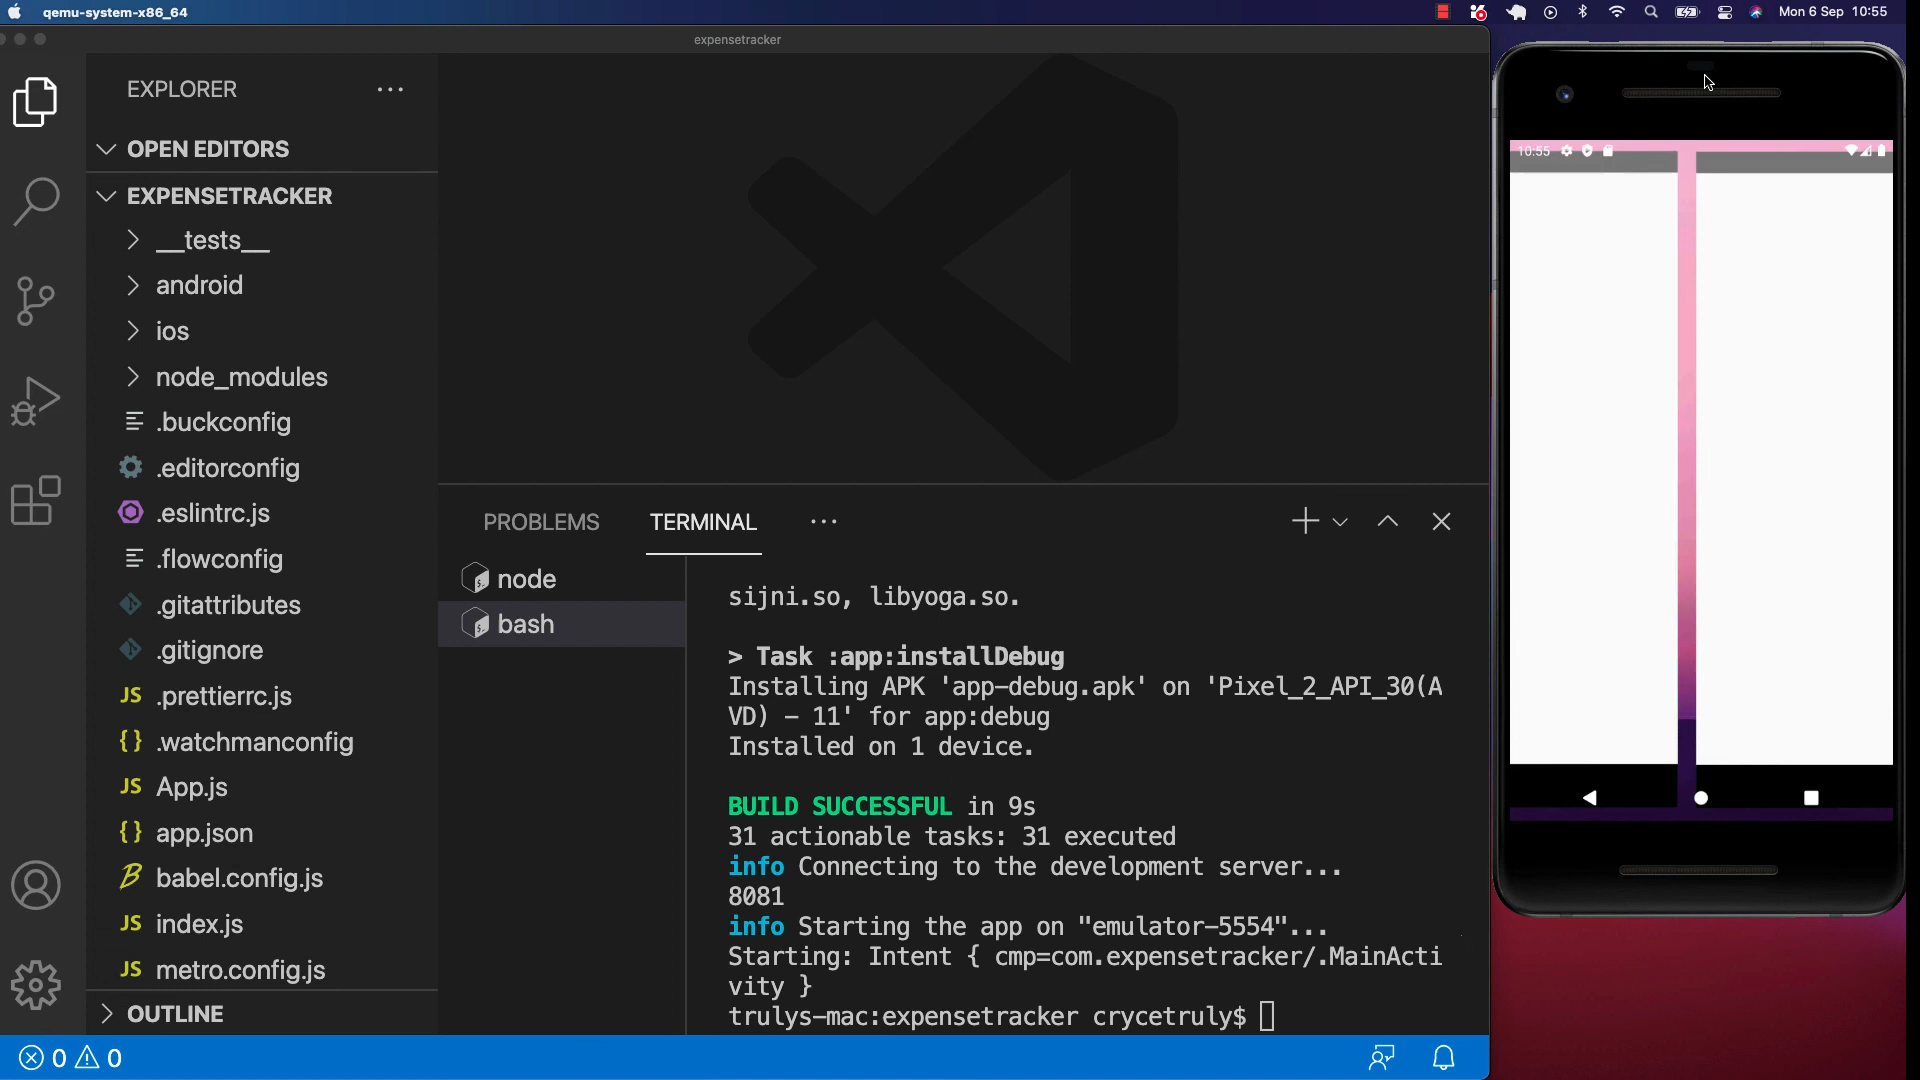 qemu-system-x86_64
Mon 6 Sep 10:55
expensetracker
EXPLORER
OPEN EDITORS
EXPENSETRACKER
__tests__
android
ios
node_modules
.buckconfig
.editorconfig
.eslintrc.js
.flowconfig
.gitattributes
.gitignore
JS .prettierrc.js
{ } .watchmanconfig
JS App.js
{ } app.json
babel.config.js
JS index.js
JS metro.config.js
OUTLINE
0 0
PROBLEMS TERMINAL
node
bash
sijni.so, libyoga.so.
> Task :app:installDebug
Installing APK 'app-debug.apk' on 'Pixel_2_API_30(A
VD) - 11' for app:debug
Installed on 1 device.
BUILD SUCCESSFUL in 9s
31 actionable tasks: 31 executed
info Connecting to the development server...
8081
info Starting the app on "emulator-5554"...
Starting: Intent { cmp=com.expensetracker/.MainActi
vity }
trulys-mac:expensetracker crycetruly$
10:55